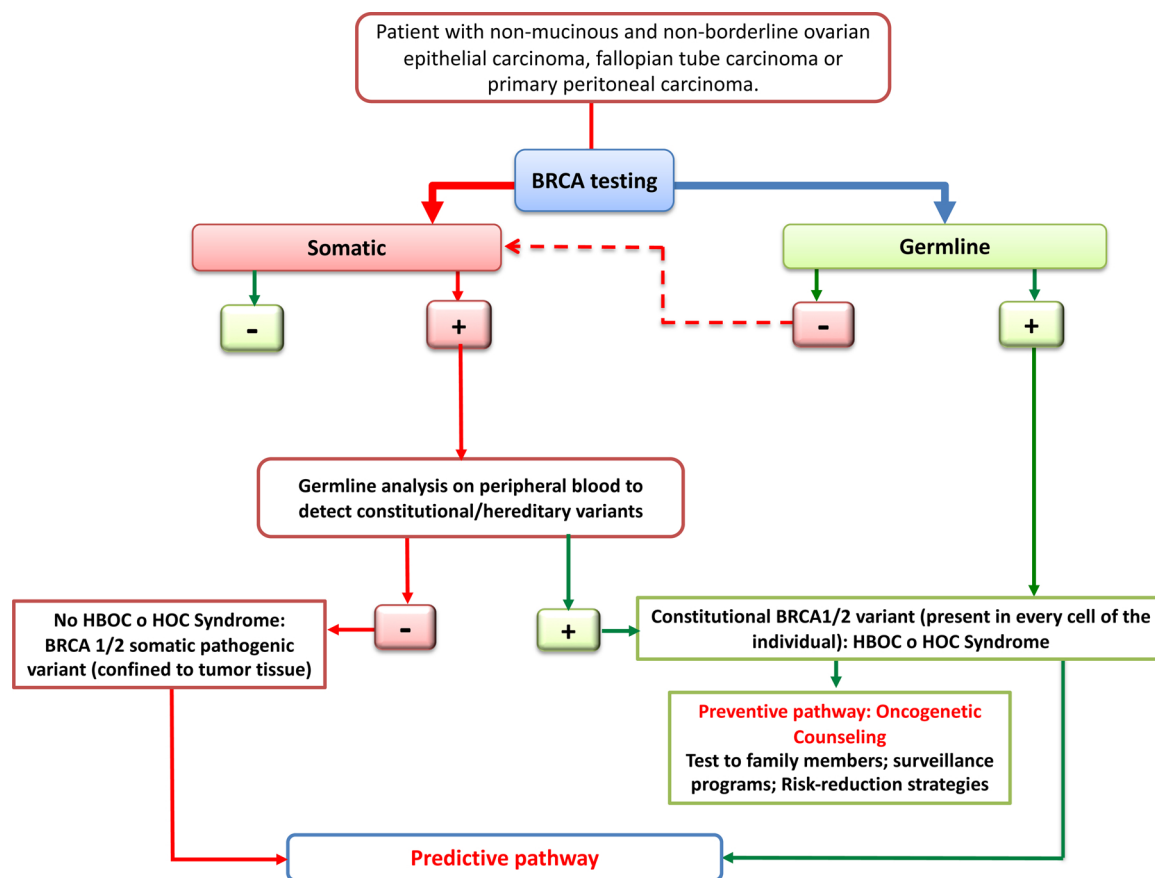 Patient with non-mucinous and non-borderline ovarian
epithelial carcinoma, fallopian tube carcinoma or
primary peritoneal carcinoma.
BRCA testing
Somatic
Germline
-
+
-
+
Germline analysis on peripheral blood to
detect constitutional/hereditary variants
No HBOC o HOC Syndrome:
BRCA 1/2 somatic pathogenic
variant (confined to tumor tissue)
-
+
Constitutional BRCA1/2 variant (present in every cell of the
individual): HBOC o HOC Syndrome
Preventive pathway: Oncogenetic
Counseling
Test to family members; surveillance
programs; Risk-reduction strategies
Predictive pathway